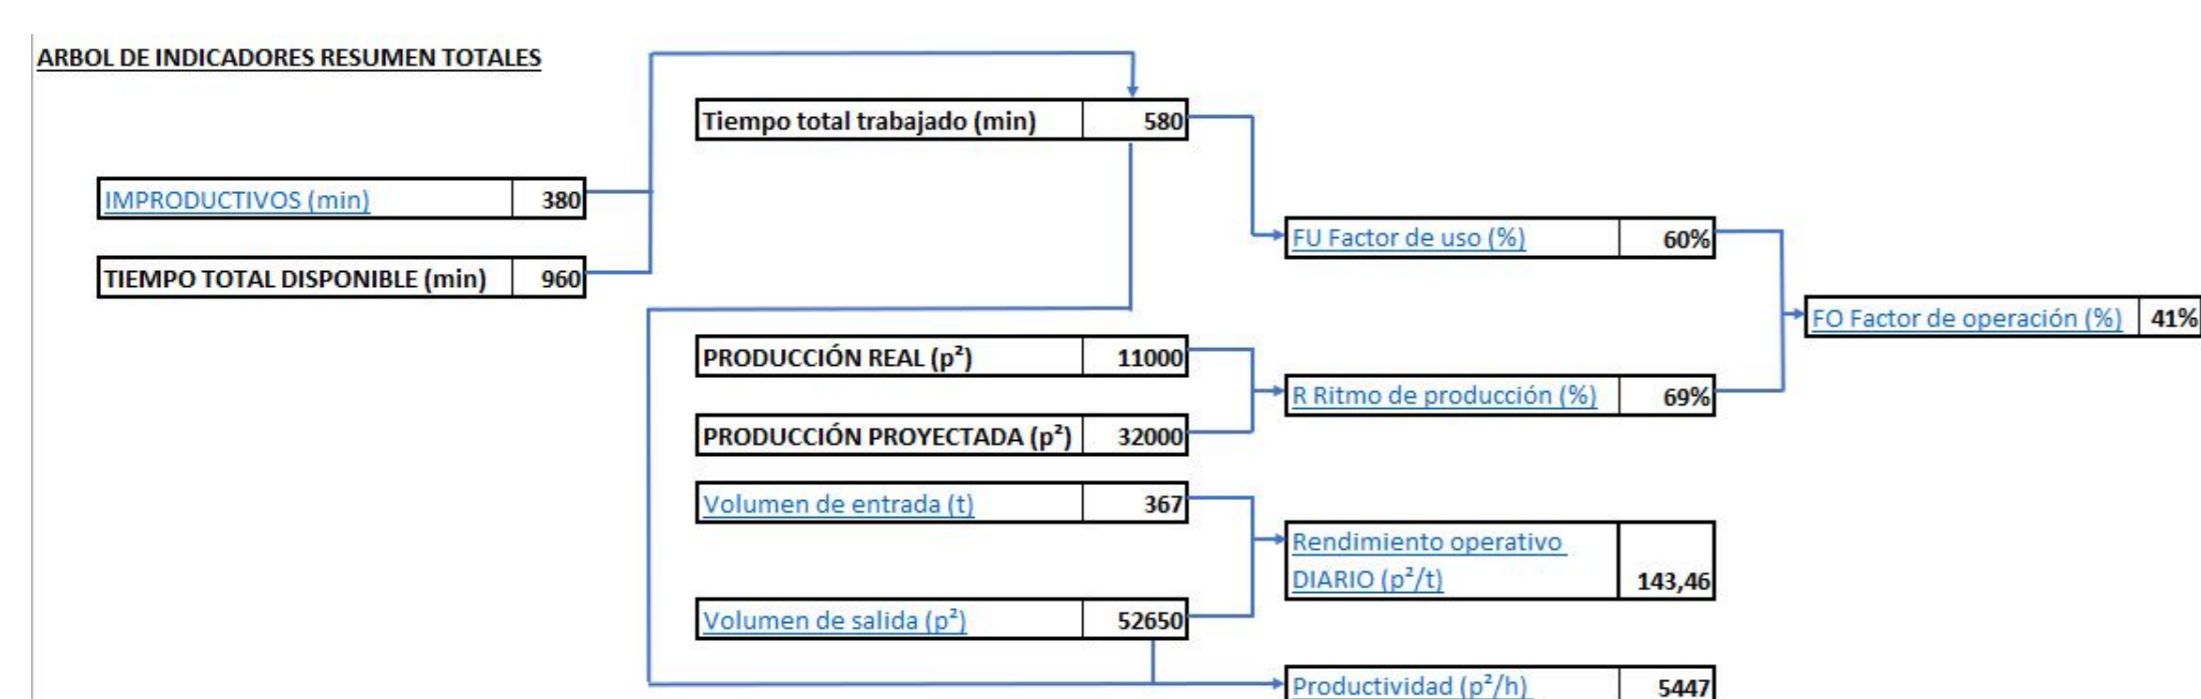 ARBOL DE INDICADORES RESUMEN TOTALES
Tiempo total trabajado (min) 580
IMPRODUCTIVOS (min) 380
FU Factor de uso (%) 60%
TIEMPO TOTAL DISPONIBLE (min) 960
FO Factor de operación (%) 41%
PRODUCCIÓN REAL (p²) 11000
R Ritmo de producción (%) 69%
PRODUCCIÓN PROYECTADA (p²) 32000
Volumen de entrada (t) 367
Rendimiento operativo
DIARIO (p²/t) 143,46
Volumen de salida (p²) 52650
Productividad (p²/h) 5447